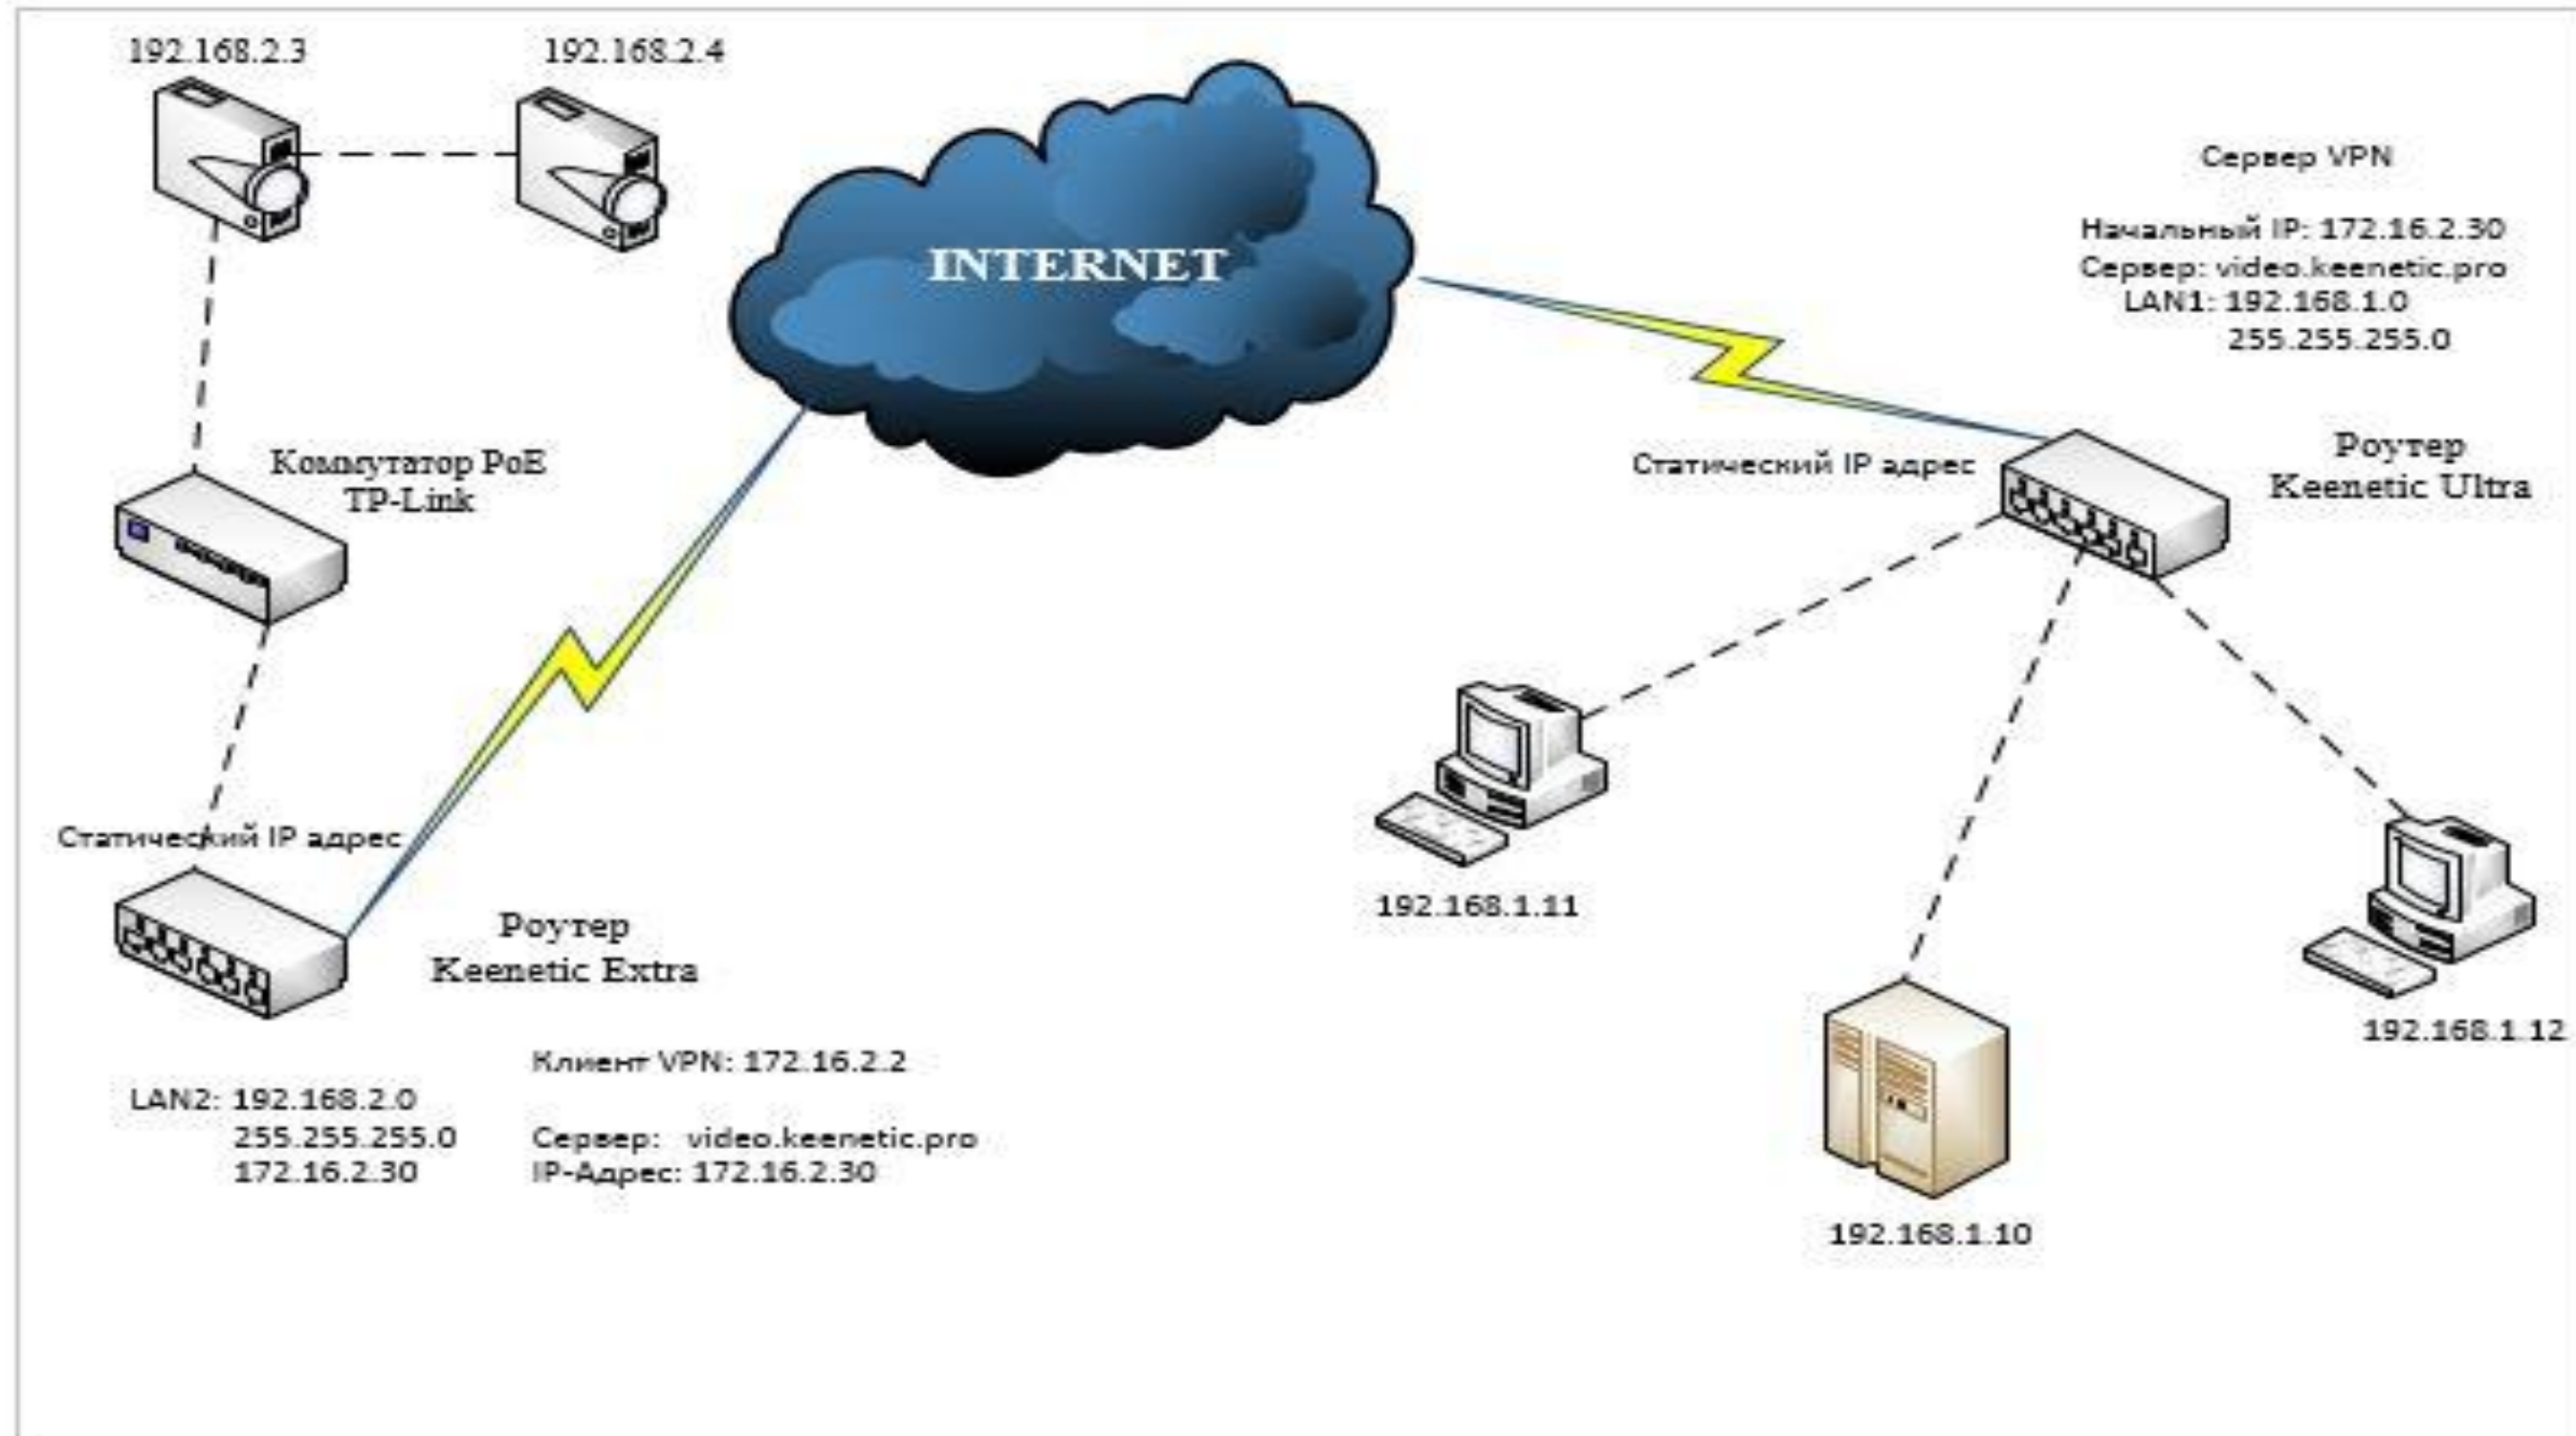 192.168.2.3
192.168.2.4
INTERNET
Сервер VPN
Начальный IP: 172.16.2.30
Сервер: video.keenetic.pro
LAN1: 192.168.1.0
255.255.255.0
Коммутатор PoE
TP-Link
Статический IP адрес
Роутер
Keenetic Ultra
Статический IP адрес
Роутер
Keenetic Extra
192.168.1.11
192.168.1.12
Клиент VPN: 172.16.2.2
LAN2: 192.168.2.0
255.255.255.0
172.16.2.30
Сервер: video.keenetic.pro
IP-Адрес: 172.16.2.30
192.168.1.10